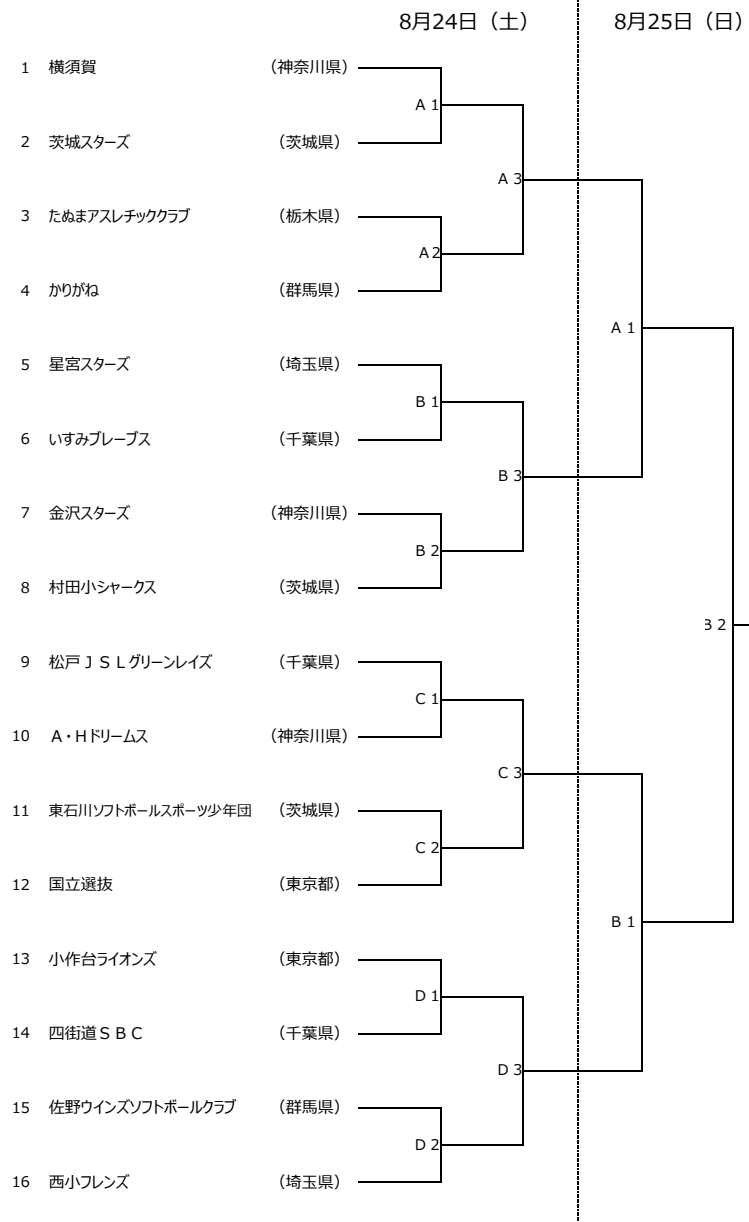 8月24日（土） 8月25日（日）
1 横須賀 （神奈川県）
A 1
2 茨城スターズ （茨城県）
A 3
3 たぬまアスレチッククラブ （栃木県）
A 2
4 かりがね （群馬県）
A 1
5 星宮スターズ （埼玉県）
B 1
6 いすみブレーブス （千葉県）
B 3
7 金沢スターズ （神奈川県）
B 2
8 村田小シャークス （茨城県）
B 2
9 松戸ＪＳＬグリーンレイズ （千葉県）
C 1
10 A・Hドリームス （神奈川県）
C 3
11 東石川ソフトボールスポーツ少年団 （茨城県）
C 2
12 国立選抜 （東京都）
B 1
13 小作台ライオンズ （東京都）
D 1
14 四街道ＳＢＣ （千葉県）
D 3
15 佐野ウインズソフトボールクラブ （群馬県）
D 2
16 西小フレンズ （埼玉県）